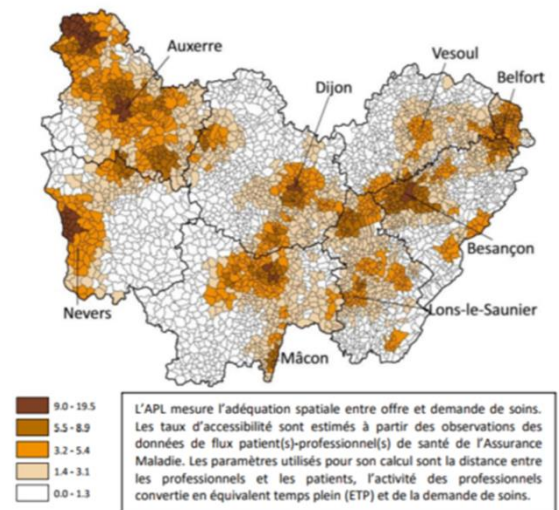 Auxerre
Vesoul
Belfort
Dijon
Besançon
Nevers
Lons-le-Saunier
Mâcon
9.0 - 19.5
5.5 - 8.9
3.2 - 5.4
1.4 - 3.1
0.0 - 1.3
L’APL mesure l’adéquation spatiale entre offre et demande de soins.
Les taux d’accessibilité sont estimés à partir des observations des
données de flux patient(s)-professionnel(s) de santé de l’Assurance
Maladie. Les paramètres utilisés pour son calcul sont la distance entre
les professionnels et les patients, l’activité des professionnels
convertie en équivalent temps plein (ETP) et de la demande de soins.